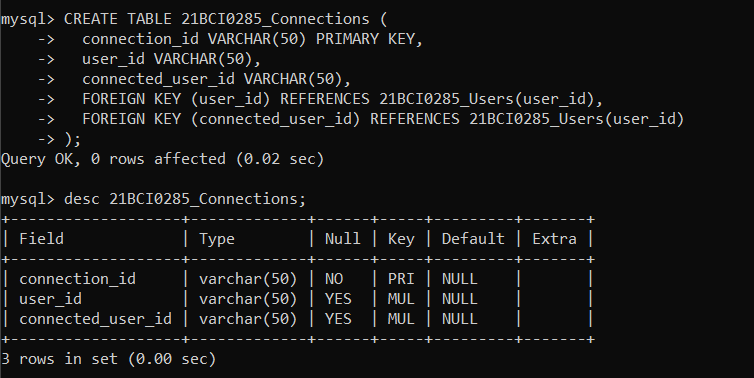 mysql> CREATE TABLE 21BCI0285_Connections (
    ->   connection_id VARCHAR(50) PRIMARY KEY,
    ->   user_id VARCHAR(50),
    ->   connected_user_id VARCHAR(50),
    ->   FOREIGN KEY (user_id) REFERENCES 21BCI0285_Users(user_id),
    ->   FOREIGN KEY (connected_user_id) REFERENCES 21BCI0285_Users(user_id)
    -> );
Query OK, 0 rows affected (0.02 sec)

mysql> desc 21BCI0285_Connections;
+-------------------+-------------+------+-----+---------+-------+
| Field             | Type        | Null | Key | Default | Extra |
+-------------------+-------------+------+-----+---------+-------+
| connection_id     | varchar(50) | NO   | PRI | NULL    |       |
| user_id           | varchar(50) | YES  | MUL | NULL    |       |
| connected_user_id | varchar(50) | YES  | MUL | NULL    |       |
+-------------------+-------------+------+-----+---------+-------+
3 rows in set (0.00 sec)